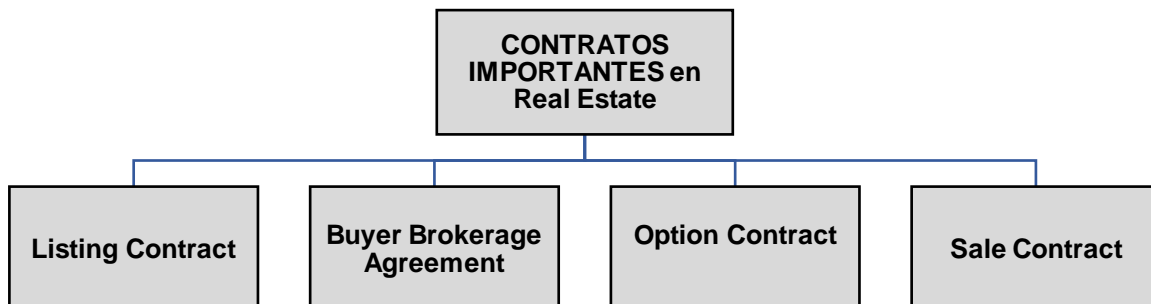 CONTRATOS
IMPORTANTES en
Real Estate
Listing Contract
Buyer Brokerage
Agreement
Option Contract
Sale Contract